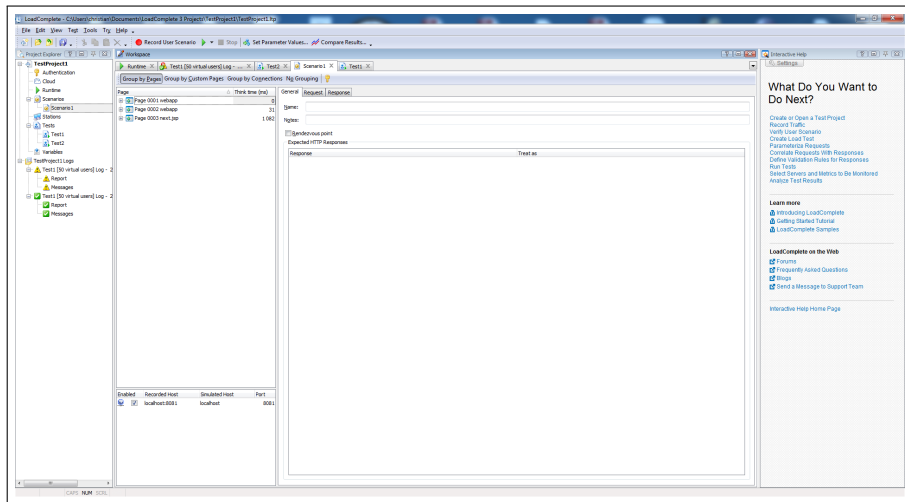 LoadComplete - C:\Users\christian\Documents\LoadComplete 3 Projects\TestProject1\TestProject1.ltp
File Edit View Test Tools Try Help
Record User Scenario Stop Set Parameter Values... Compare Results...
Project Explorer
Workspace
Interactive Help
TestProject1
Authentication
Cloud
Runtime
Scenarios
Scenario1
Stations
Tests
Test1
Test2
Variables
TestProject1 Logs
Test1 [50 virtual users] Log - 2
Report
Messages
Test1 [50 virtual users] Log - 2
Report
Messages
Runtime Test1 [50 virtual users] Log - ... Test2 Scenario1 Test1
Group by Pages Group by Custom Pages Group by Connections No Grouping
Page Think time (ms)
Page 0001 webapp 0
Page 0002 webapp 31
Page 0003 next.jsp 1 082
Enabled Recorded Host Simulated Host Port
localhost:8081 localhost 8081
General Request Response
Name:
Notes:
Rendezvous point
Expected HTTP Responses
Response Treat as
Settings
What Do You Want to
Do Next?
Create or Open a Test Project
Record Traffic
Verify User Scenario
Create Load Test
Parameterize Requests
Correlate Requests With Responses
Define Validation Rules for Responses
Run Tests
Select Servers and Metrics to Be Monitored
Analyze Test Results
Learn more
Introducing LoadComplete
Getting Started Tutorial
LoadComplete Samples
LoadComplete on the Web
Forums
Frequently Asked Questions
Blogs
Send a Message to Support Team
Interactive Help Home Page
CAPS NUM SCRL